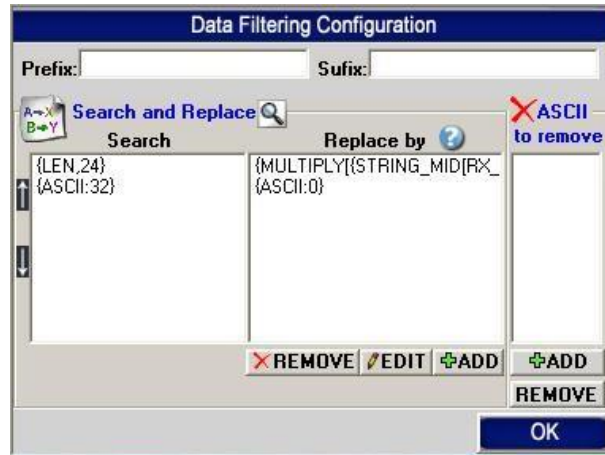 Data Filtering Configuration
Prefix: Sufix:
A→X
B→Y
Search and Replace
ASCII to remove
Search Replace by ?
{LEN,24} {MULTIPLY[{STRING_MID[RX_
{ASCII:32} {ASCII:0}
REMOVE EDIT ADD ADD
REMOVE
OK